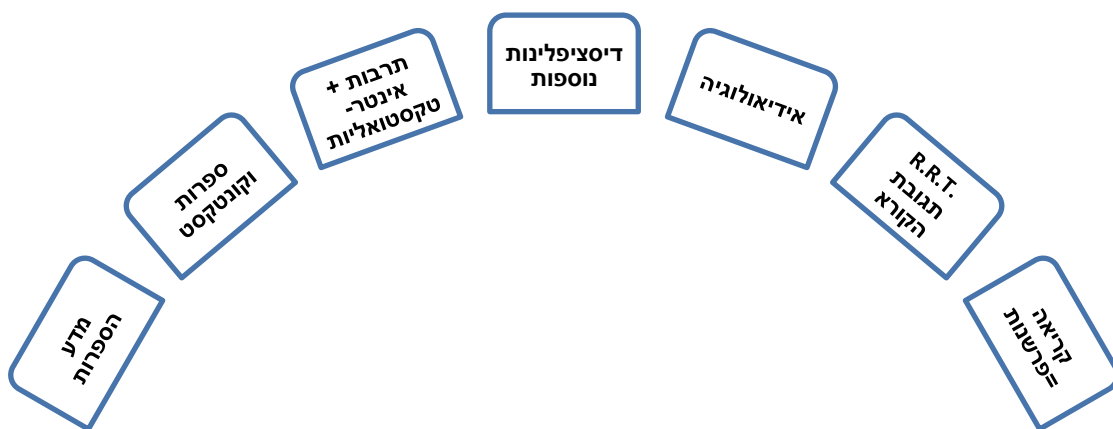 קריאה
=פרשנות
R.R.T.
תגובת
הקורא
אידיאולוגיה
דיסציפלינות
נוספות
תרבות +
אינטר-
טקסטואליות
ספרות
וקונטקסט
מדע
הספרות